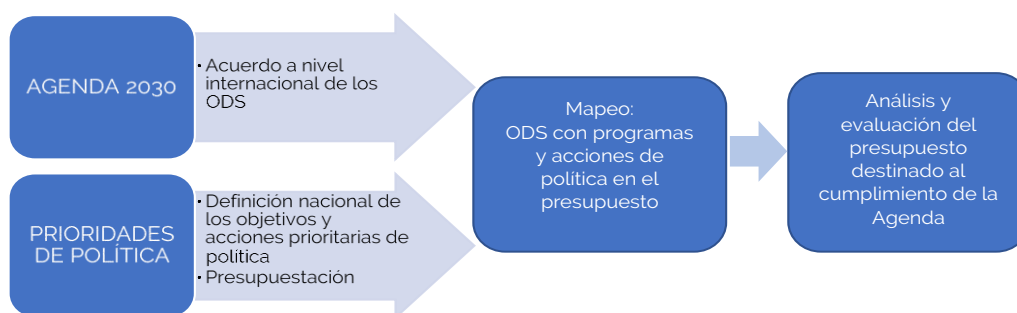 AGENDA 2030
• Acuerdo a nivel
internacional de los
ODS
PRIORIDADES
DE POLÍTICA
• Definición nacional de
los objetivos y
acciones prioritarias de
política
• Presupuestación
Mapeo:
ODS con programas
y acciones de
política en el
presupuesto
Análisis y
evaluación del
presupuesto
destinado al
cumplimiento de la
Agenda